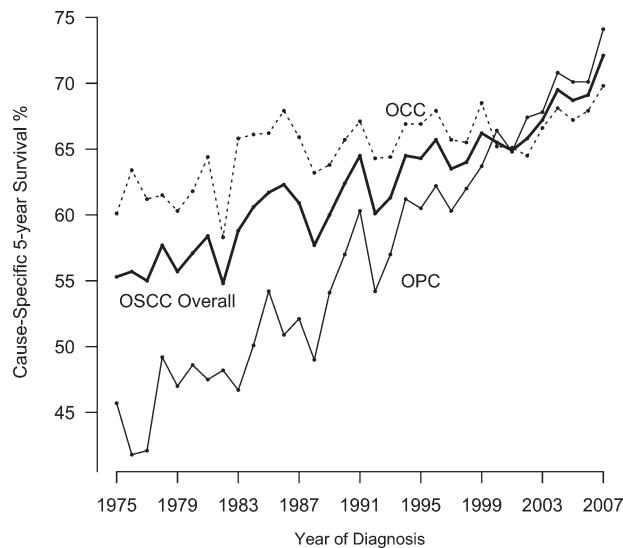 75
70
65
60
55
50
45
Cause-Specific 5-year Survival %
OCC
OSCC Overall
OPC
1975 1979 1983 1987 1991 1995 1999 2003 2007
Year of Diagnosis